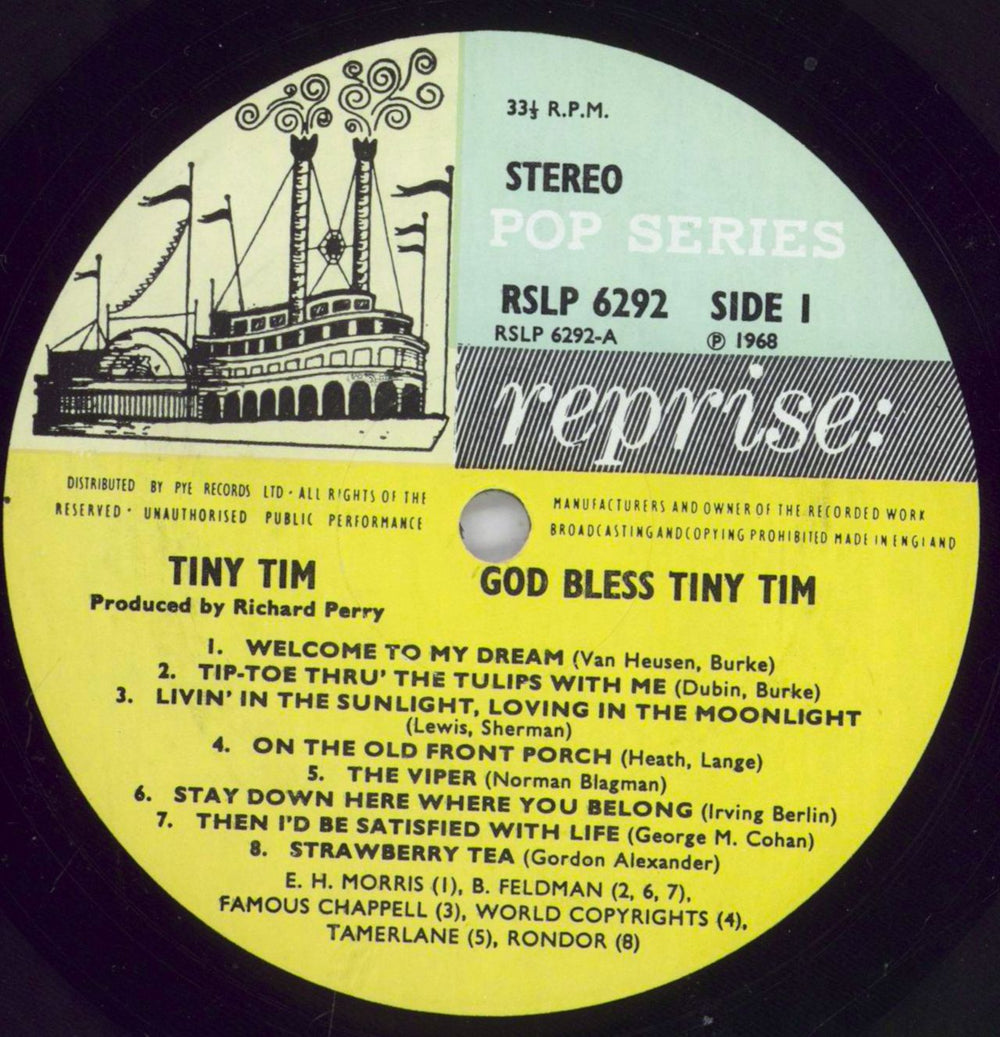 33⅓ R.P.M.
STEREO
POP SERIES
RSLP 6292 SIDE 1
RSLP 6292-A ℗ 1968
reprise:
DISTRIBUTED BY PYE RECORDS LTD · ALL RIGHTS OF THE MANUFACTURERS AND OWNER OF THE RECORDED WORK
RESERVED · UNAUTHORISED PUBLIC PERFORMANCE BROADCASTING AND COPYING PROHIBITED MADE IN ENGLAND
TINY TIM GOD BLESS TINY TIM
Produced by Richard Perry
1. WELCOME TO MY DREAM (Van Heusen, Burke)
2. TIP-TOE THRU' THE TULIPS WITH ME (Dubin, Burke)
3. LIVIN' IN THE SUNLIGHT, LOVING IN THE MOONLIGHT
(Lewis, Sherman)
4. ON THE OLD FRONT PORCH (Heath, Lange)
5. THE VIPER (Norman Blagman)
6. STAY DOWN HERE WHERE YOU BELONG (Irving Berlin)
7. THEN I'D BE SATISFIED WITH LIFE (George M. Cohan)
8. STRAWBERRY TEA (Gordon Alexander)
E. H. MORRIS (1), B. FELDMAN (2, 6, 7),
FAMOUS CHAPPELL (3), WORLD COPYRIGHTS (4),
TAMERLANE (5), RONDOR (8)